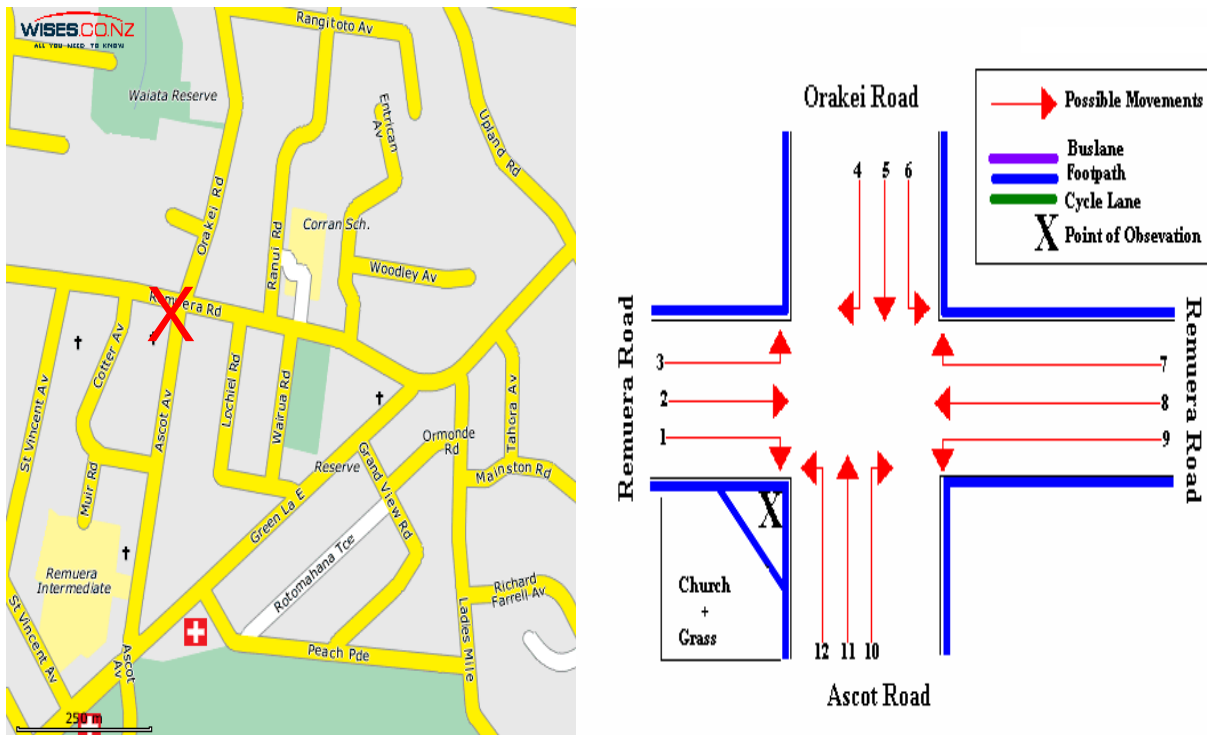 WISES.CO.NZ
ALL YOU NEED TO KNOW
Rangitoto Av
Waiata Reserve
Entrican
Av
Upland Rd
Orakei Rd
Ranui Rd
Corran Sch.
Woodley Av
Remuera Rd
Cotter Av
St Vincent Av
Ascot Av
Lochiel Rd
Wairua Rd
Ormonde
Rd
Tahora Av
Mainston Rd
Reserve
Grand View Rd
Muir Rd
Green La E
Rotomahana Tce
Remuera
Intermediate
Richard
Farrell Av
St Vincent Av
Ascot
Av
Peach Pde
Ladies Mile
250 m
Orakei Road
Possible Movements
Buslane
Footpath
Cycle Lane
X Point of Obsevation
4 5 6
Remuera Road
Remuera Road
3
2
1
7
8
9
X
Church
+
Grass
12 11 10
Ascot Road